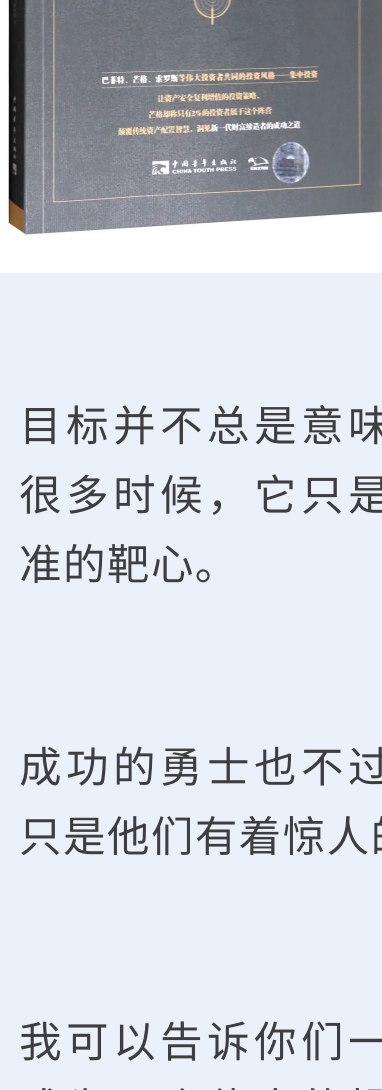 巴菲特、芒格、索罗斯等伟大投资者共同的投资风格——集中投资
让资产安全复利增值的投资策略，
芒格却称只有2%的投资者属于这个阵营
颠覆传统资产配置智慧，洞见新一代财富缔造者的成功之道
中国青年出版社
CHINA YOUTH PRESS
目标并不总是意味
很多时候，它只是
准的靶心。
成功的勇士也不过
只是他们有着惊人的
我可以告诉你们一